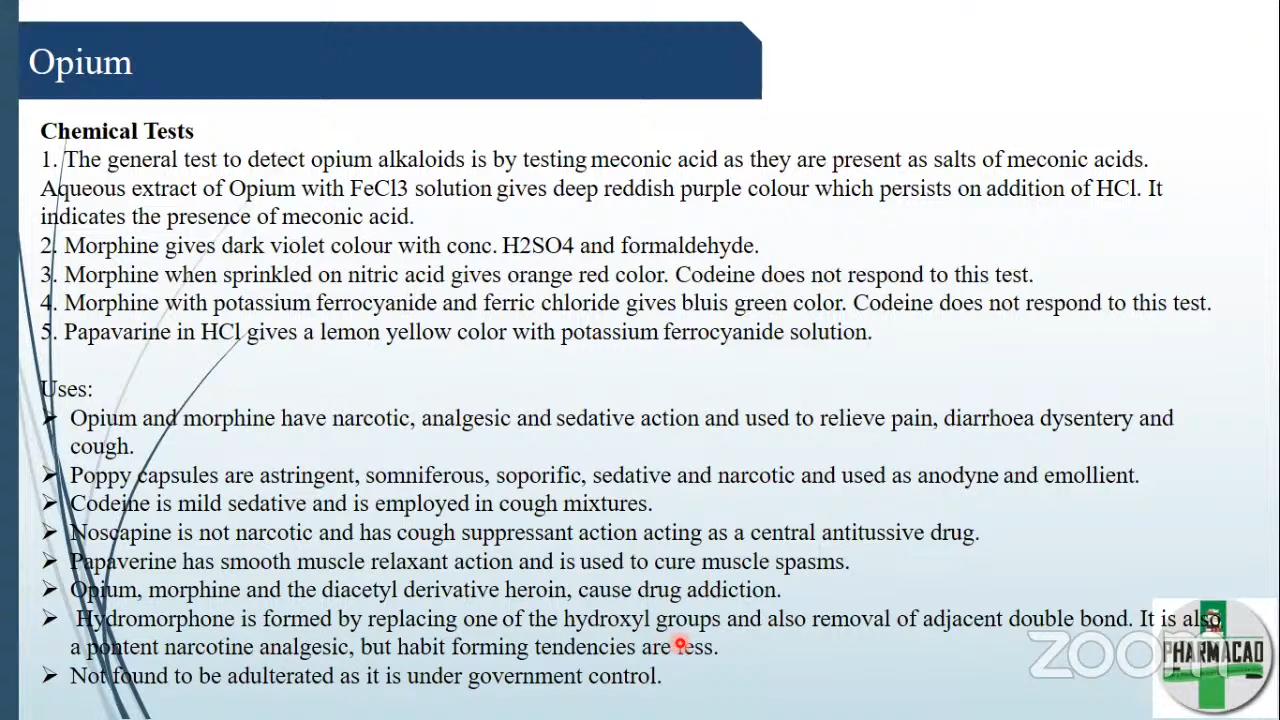 Opium
Chemical Tests
1. The general test to detect opium alkaloids is by testing meconic acid as they are present as salts of meconic acids.
Aqueous extract of Opium with FeCl3 solution gives deep reddish purple colour which persists on addition of HCl. It
indicates the presence of meconic acid.
2. Morphine gives dark violet colour with conc. H2SO4 and formaldehyde.
3. Morphine when sprinkled on nitric acid gives orange red color. Codeine does not respond to this test.
4. Morphine with potassium ferrocyanide and ferric chloride gives bluis green color. Codeine does not respond to this test.
5. Papavarine in HCl gives a lemon yellow color with potassium ferrocyanide solution.
Uses:
➢ Opium and morphine have narcotic, analgesic and sedative action and used to relieve pain, diarrhoea dysentery and
cough.
➢ Poppy capsules are astringent, somniferous, soporific, sedative and narcotic and used as anodyne and emollient.
➢ Codeine is mild sedative and is employed in cough mixtures.
➢ Noscapine is not narcotic and has cough suppressant action acting as a central antitussive drug.
➢ Papaverine has smooth muscle relaxant action and is used to cure muscle spasms.
➢ Opium, morphine and the diacetyl derivative heroin, cause drug addiction.
➢ Hydromorphone is formed by replacing one of the hydroxyl groups and also removal of adjacent double bond. It is also
a pontent narcotine analgesic, but habit forming tendencies are less.
➢ Not found to be adulterated as it is under government control.
zoom
PHARMACAD